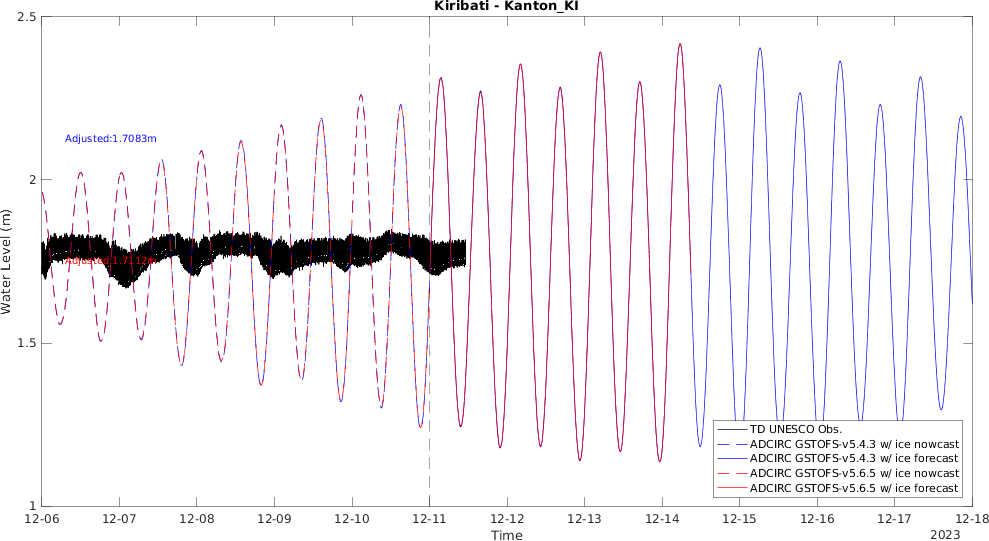 Kiribati - Kanton_KI
2.5
Adjusted:1.7083m
2
Adjusted:1.7112m
Water Level (m)
1.5
TD UNESCO Obs.
ADCIRC GSTOFS-v5.4.3 w/ ice nowcast
ADCIRC GSTOFS-v5.4.3 w/ ice forecast
ADCIRC GSTOFS-v5.6.5 w/ ice nowcast
ADCIRC GSTOFS-v5.6.5 w/ ice forecast
1
12-06 12-07 12-08 12-09 12-10 12-11 12-12 12-13 12-14 12-15 12-16 12-17 12-18
Time
2023